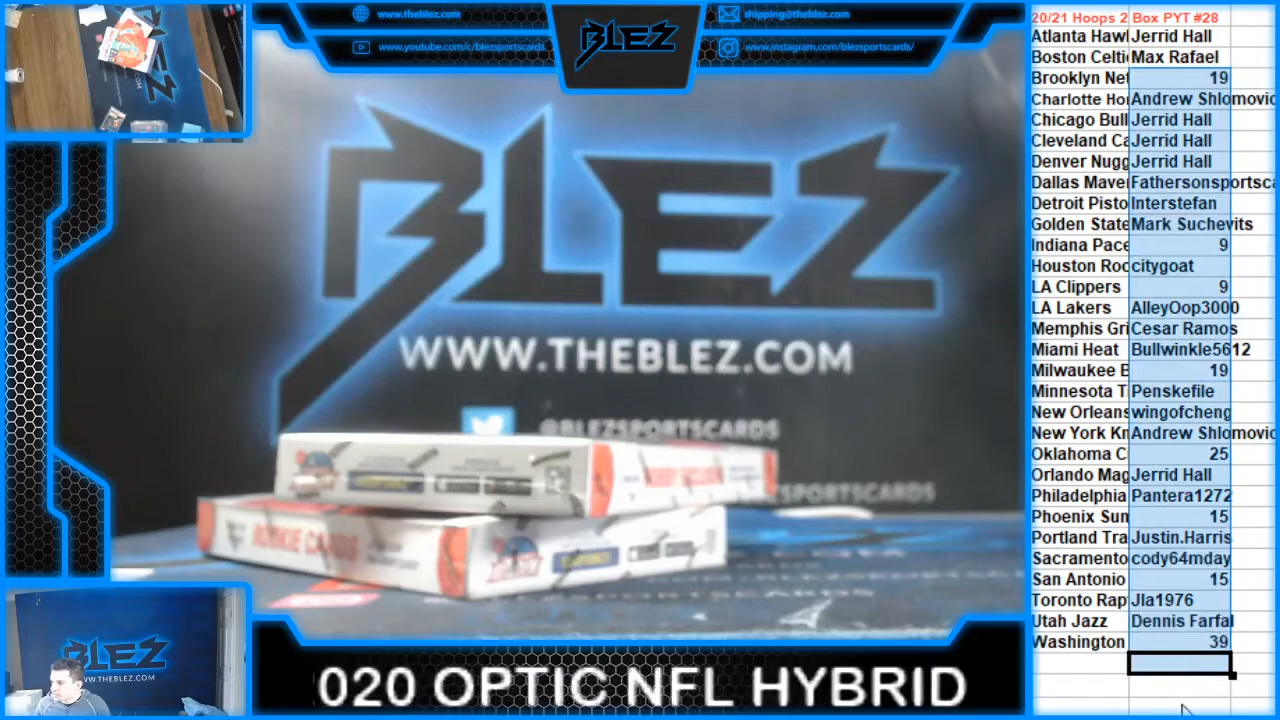 www.theblez.com
shipping@theblez.com
www.youtube.com/c/blezsportscards
www.instagram.com/blezsportscards/
BLEZ
BLEZ
WWW.THEBLEZ.COM
@BLEZSPORTSCARDS
ROOKIE CARDS
BLEZ
WWW.THEBLEZ.COM
020 OPTIC NFL HYBRID
20/21 Hoops 2 Box PYT #28
Atlanta Hawl Jerrid Hall
Boston Celti Max Rafael
Brooklyn Net 19
Charlotte Ho Andrew Shlomovic
Chicago Bull Jerrid Hall
Cleveland Ca Jerrid Hall
Denver Nugg Jerrid Hall
Dallas Maver Fathersonsportsca
Detroit Pisto Interstefan
Golden State Mark Suchevits
Indiana Pace 9
Houston Roc citygoat
LA Clippers 9
LA Lakers AlleyOop3000
Memphis Gri Cesar Ramos
Miami Heat Bullwinkle5612
Milwaukee B 19
Minnesota T Penskefile
New Orleans wingofcheng
New York Kn Andrew Shlomovic
Oklahoma C 25
Orlando Mag Jerrid Hall
Philadelphia Pantera1272
Phoenix Sun 15
Portland Tra Justin.Harris
Sacramento cody64mday
San Antonio 15
Toronto Rap Jla1976
Utah Jazz Dennis Farfal
Washington 39